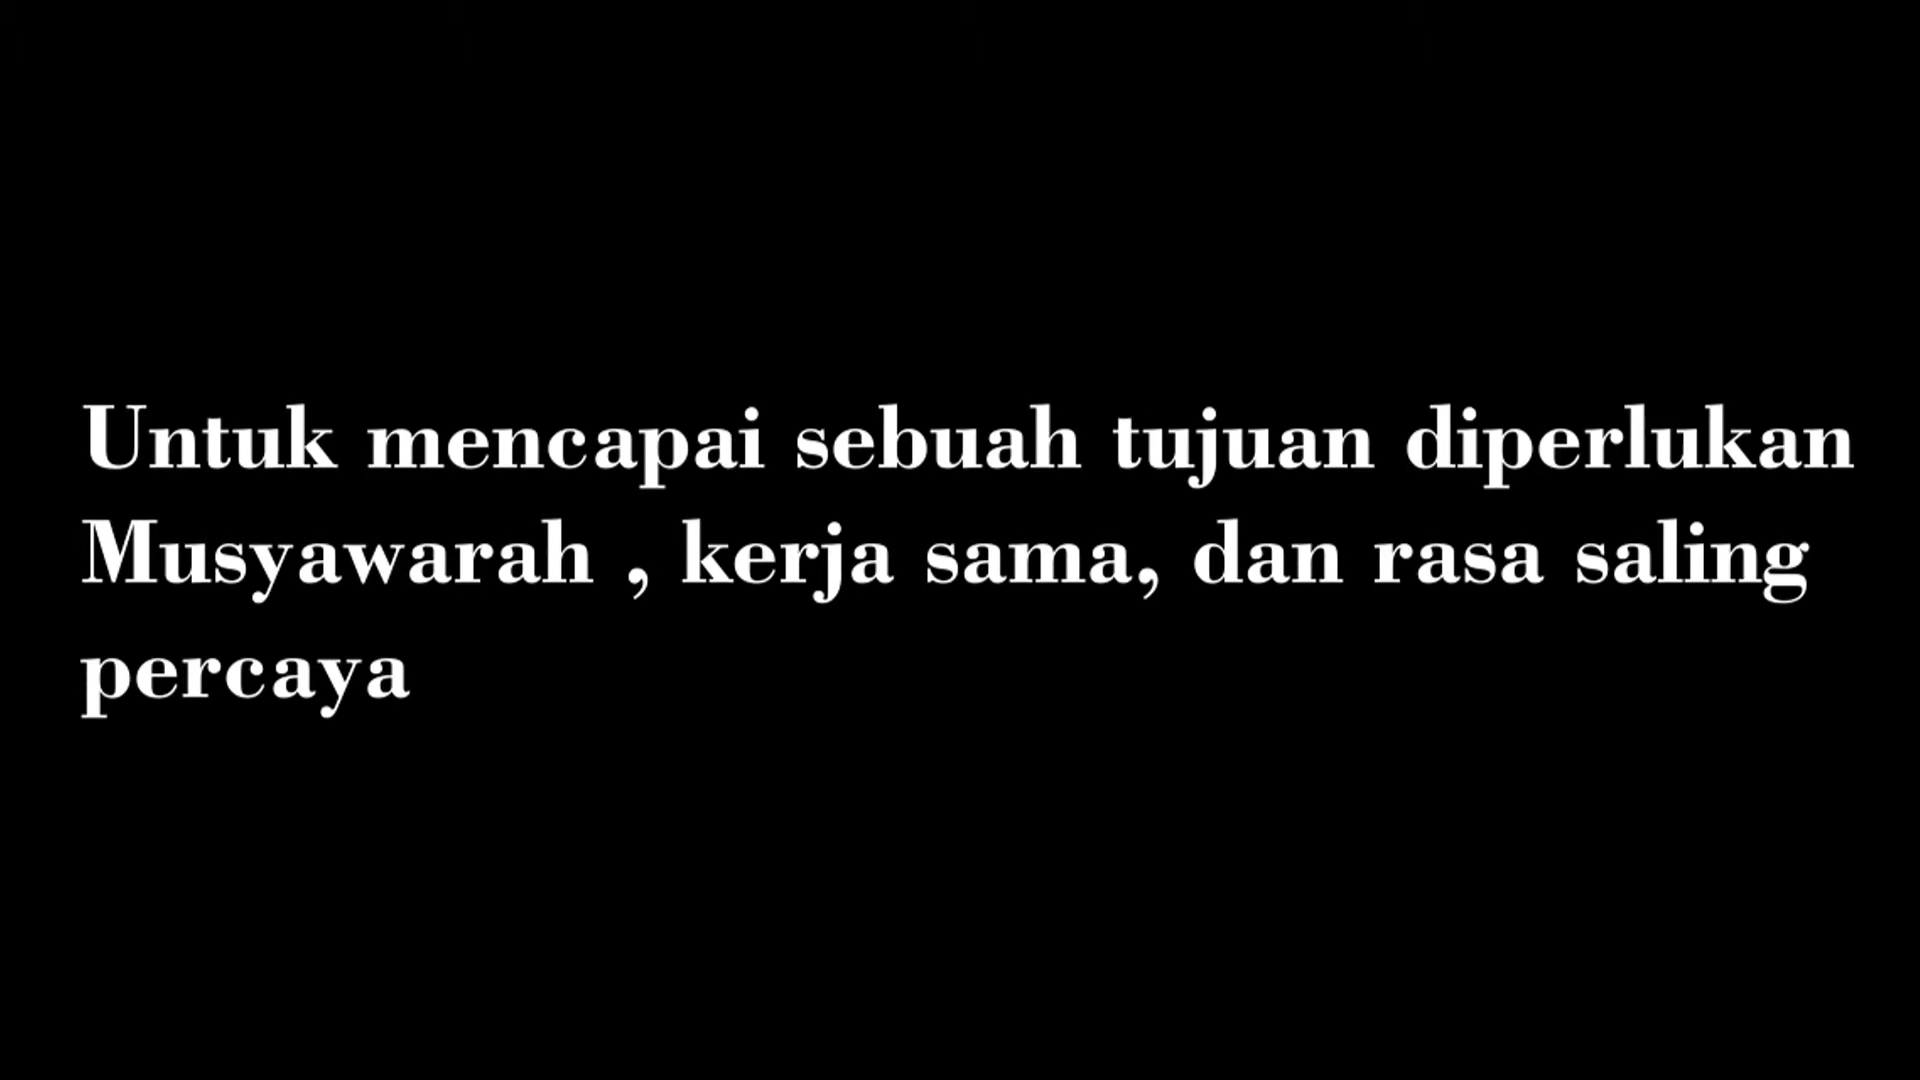 Untuk mencapai sebuah tujuan diperlukan
Musyawarah , kerja sama, dan rasa saling
percaya